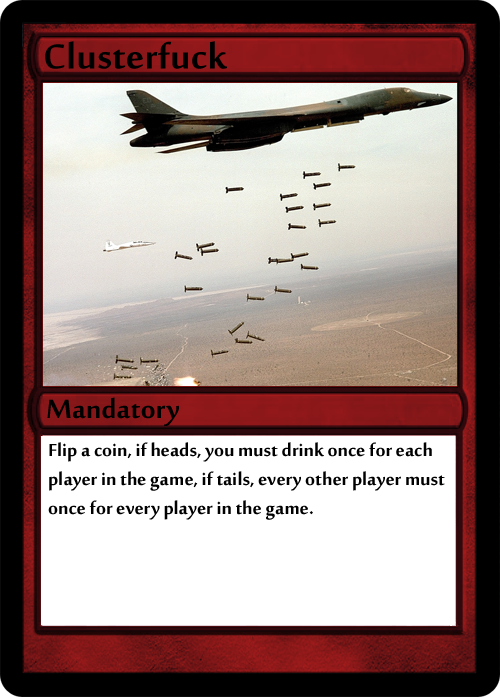 Clusterfuck
Mandatory
Flip a coin, if heads, you must drink once for each
player in the game, if tails, every other player must
once for every player in the game.